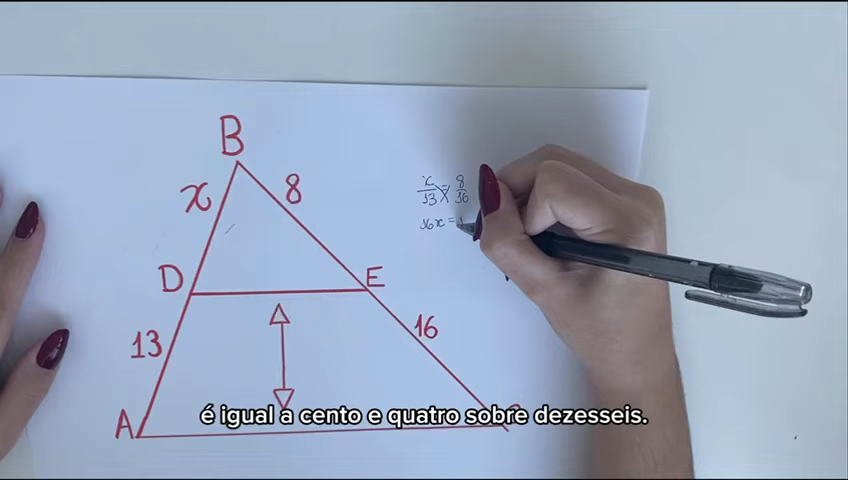 B
x
8
x/13 = 8/16
16x =
D
E
13
16
A
é igual a cento e quatro sobre dezesseis.